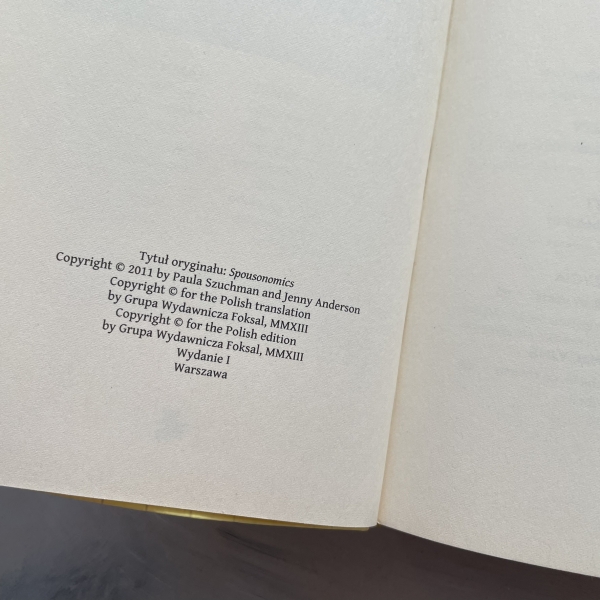 Tytuł oryginału: Spousonomics
Copyright © 2011 by Paula Szuchman and Jenny Anderson
Copyright © for the Polish translation
by Grupa Wydawnicza Foksal, MMXIII
Copyright © for the Polish edition
by Grupa Wydawnicza Foksal, MMXIII
Wydanie I
Warszawa